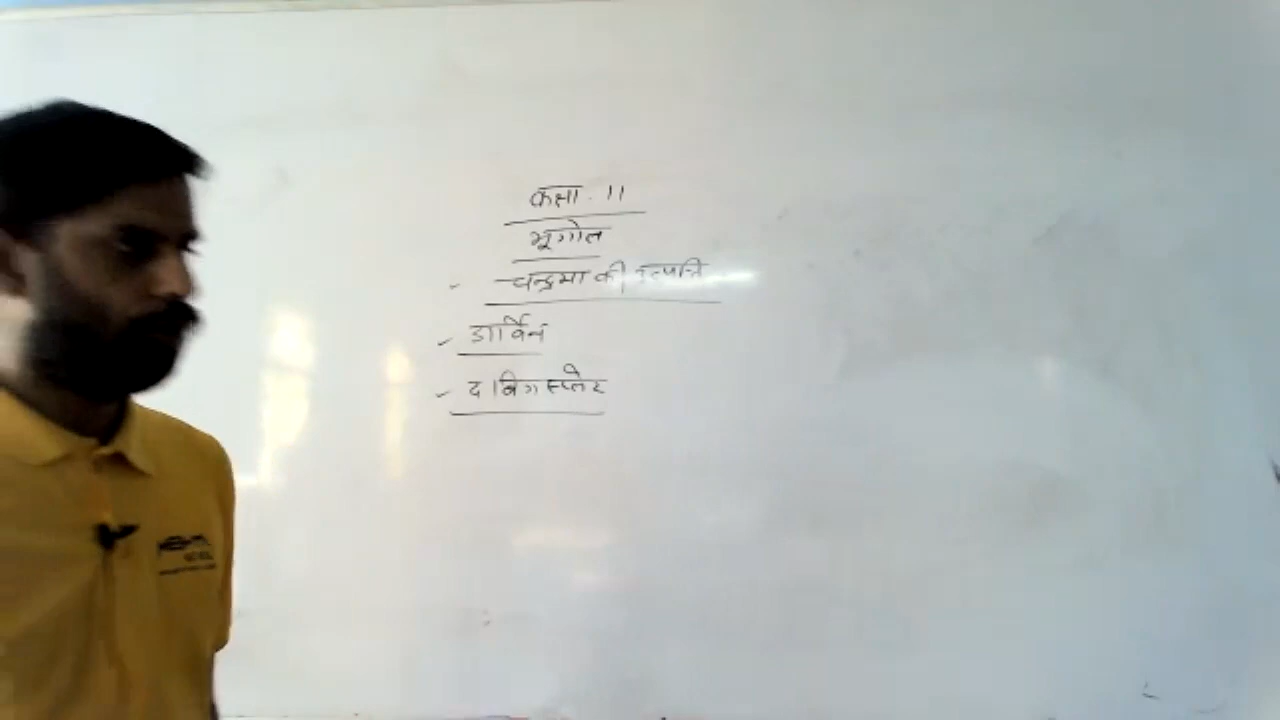 कक्षा. 11
भूगोल
- चन्द्रमा की उत्पत्ति
डार्विन
द बिग स्प्लेट